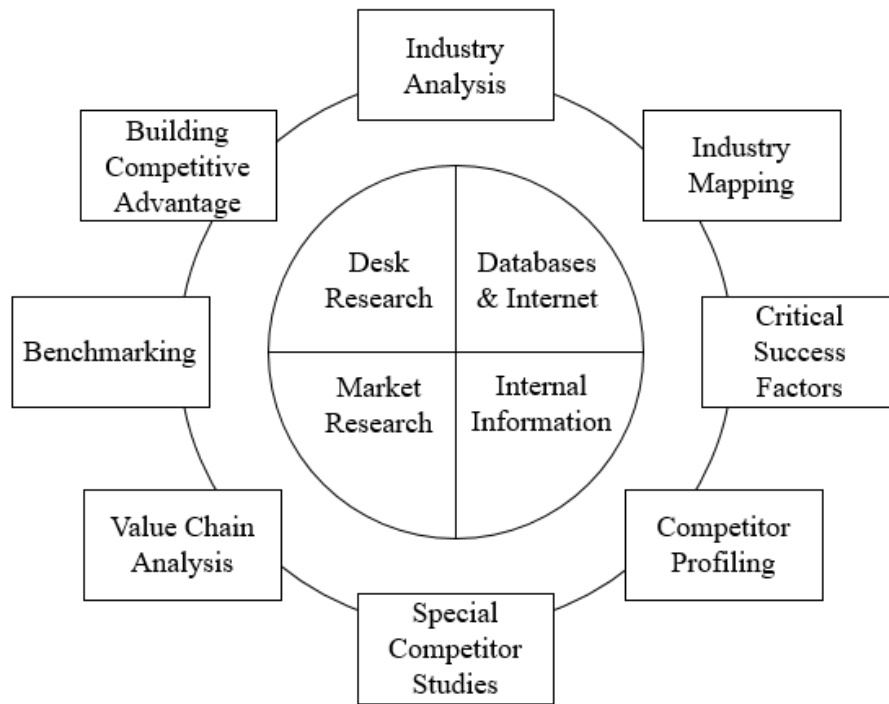 Industry
Analysis
Building
Competitive
Advantage
Industry
Mapping
Desk
Research
Databases
& Internet
Benchmarking
Critical
Success
Factors
Market
Research
Internal
Information
Value Chain
Analysis
Competitor
Profiling
Special
Competitor
Studies